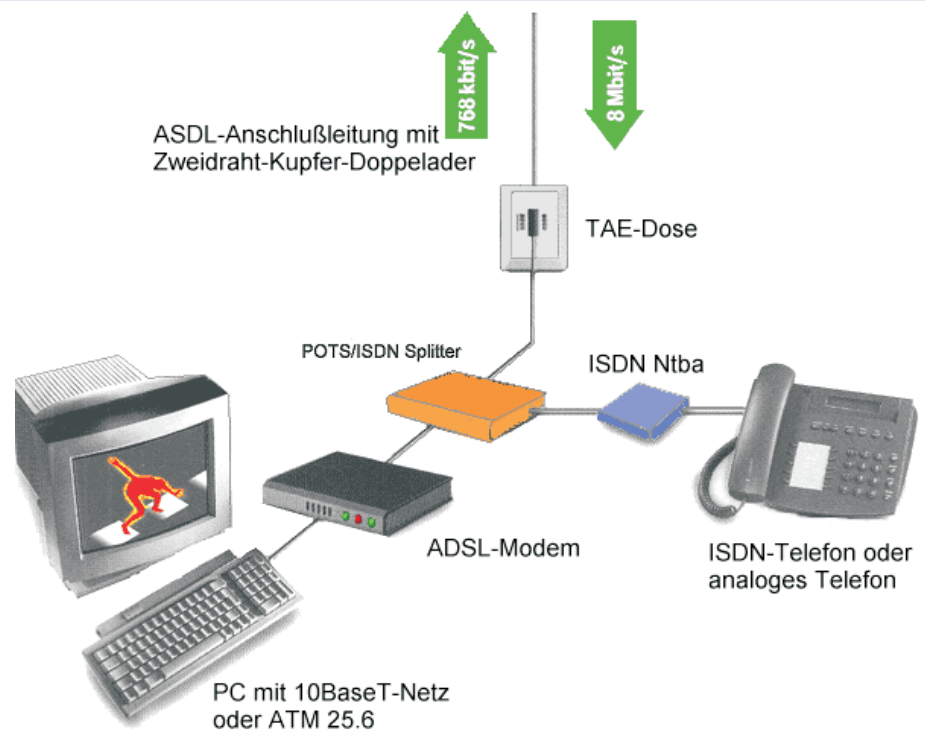 768 kbit/s
8 Mbit/s
ASDL-Anschlußleitung mit
Zweidraht-Kupfer-Doppelader
TAE-Dose
POTS/ISDN Splitter
ISDN Ntba
ADSL-Modem
ISDN-Telefon oder
analoges Telefon
PC mit 10BaseT-Netz
oder ATM 25.6